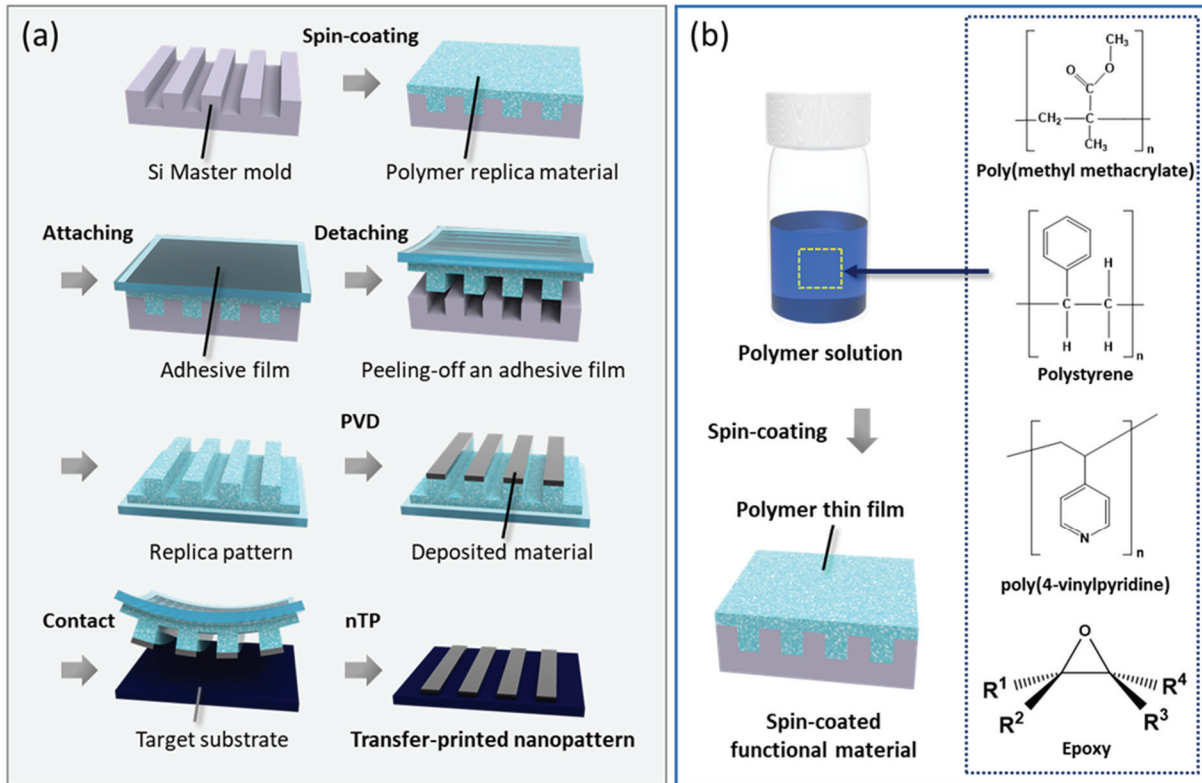 (a)
Spin-coating
Si Master mold
Polymer replica material
Attaching
Detaching
Adhesive film
Peeling-off an adhesive film
PVD
Replica pattern
Deposited material
Contact
nTP
Target substrate
Transfer-printed nanopattern
(b)
Polymer solution
Spin-coating
Polymer thin film
Spin-coated
functional material
CH3
O
O
C
CH2
C
CH3
n
Poly(methyl methacrylate)
H
C
C
H
H
n
Polystyrene
N
n
poly(4-vinylpyridine)
O
R1
R4
R2
R3
Epoxy